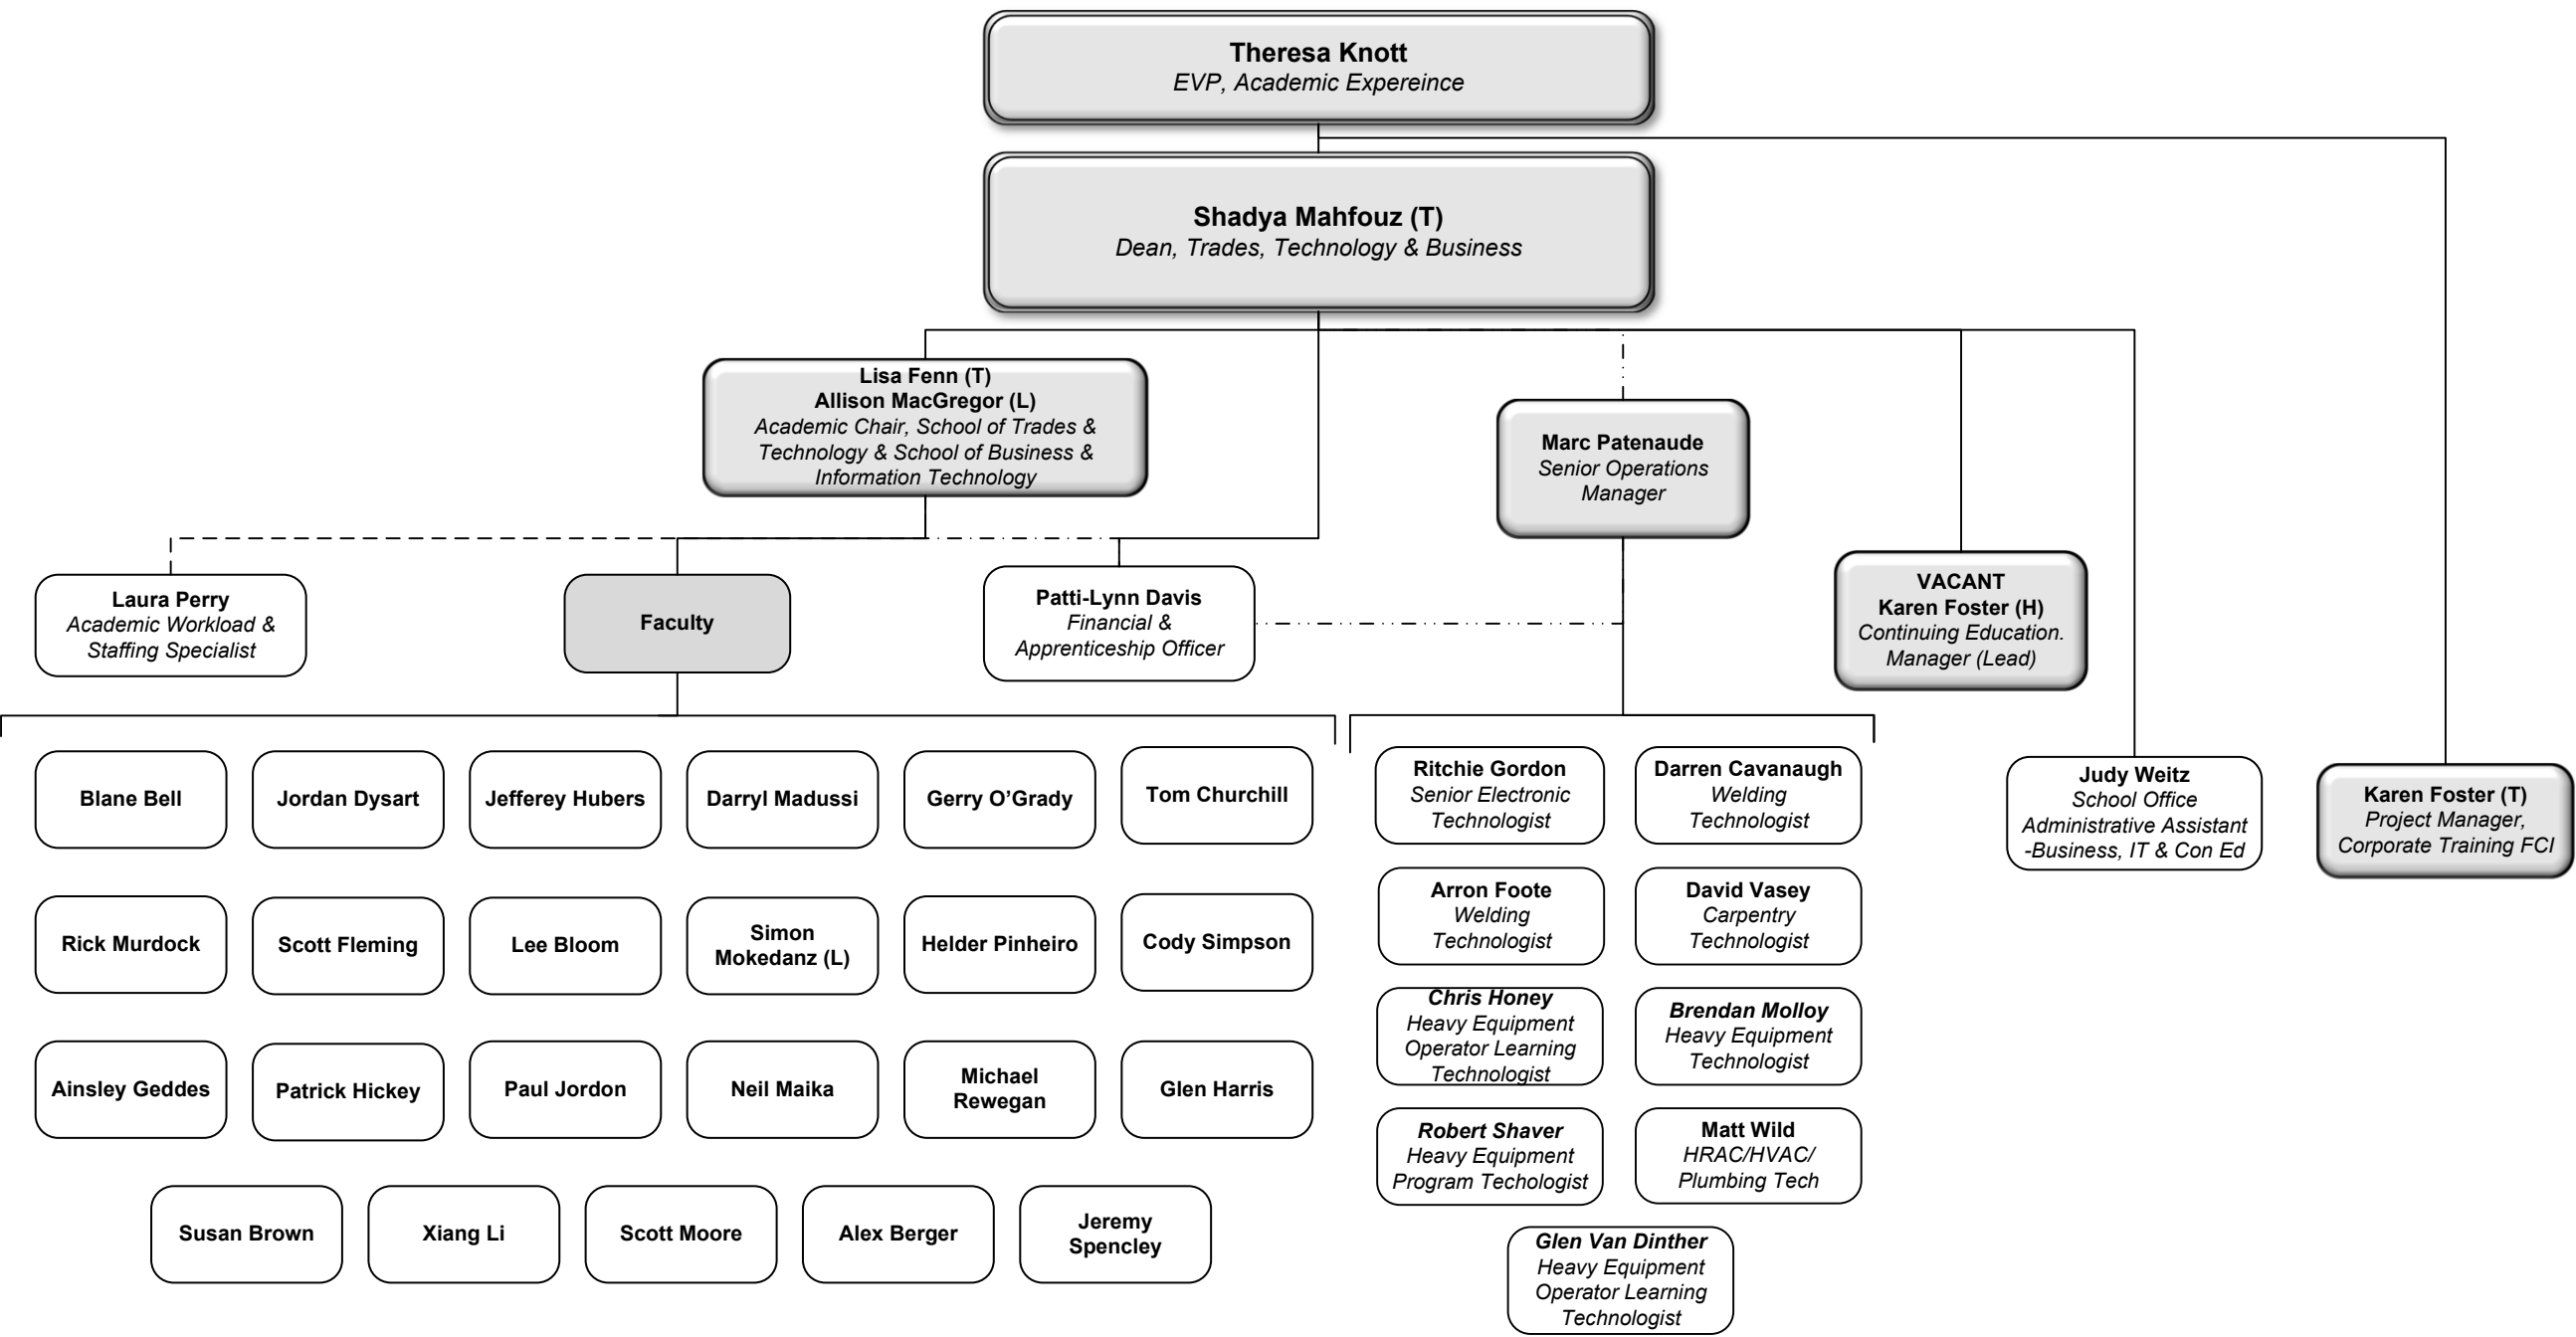 Theresa Knott
EVP, Academic Expereince
Shadya Mahfouz (T)
Dean, Trades, Technology & Business
Lisa Fenn (T)
Allison MacGregor (L)
Academic Chair, School of Trades &
Technology & School of Business &
Information Technology
Marc Patenaude
Senior Operations
Manager
Laura Perry
Academic Workload &
Staffing Specialist
Faculty
Patti-Lynn Davis
Financial &
Apprenticeship Officer
VACANT
Karen Foster (H)
Continuing Education.
Manager (Lead)
Blane Bell
Jordan Dysart
Jefferey Hubers
Darryl Madussi
Gerry O’Grady
Tom Churchill
Ritchie Gordon
Senior Electronic
Technologist
Darren Cavanaugh
Welding
Technologist
Judy Weitz
School Office
Administrative Assistant
-Business, IT & Con Ed
Karen Foster (T)
Project Manager,
Corporate Training FCI
Rick Murdock
Scott Fleming
Lee Bloom
Simon
Mokedanz (L)
Helder Pinheiro
Cody Simpson
Arron Foote
Welding
Technologist
David Vasey
Carpentry
Technologist
Ainsley Geddes
Patrick Hickey
Paul Jordon
Neil Maika
Michael
Rewegan
Glen Harris
Chris Honey
Heavy Equipment
Operator Learning
Technologist
Brendan Molloy
Heavy Equipment
Technologist
Robert Shaver
Heavy Equipment
Program Techologist
Matt Wild
HRAC/HVAC/
Plumbing Tech
Susan Brown
Xiang Li
Scott Moore
Alex Berger
Jeremy
Spencley
Glen Van Dinther
Heavy Equipment
Operator Learning
Technologist